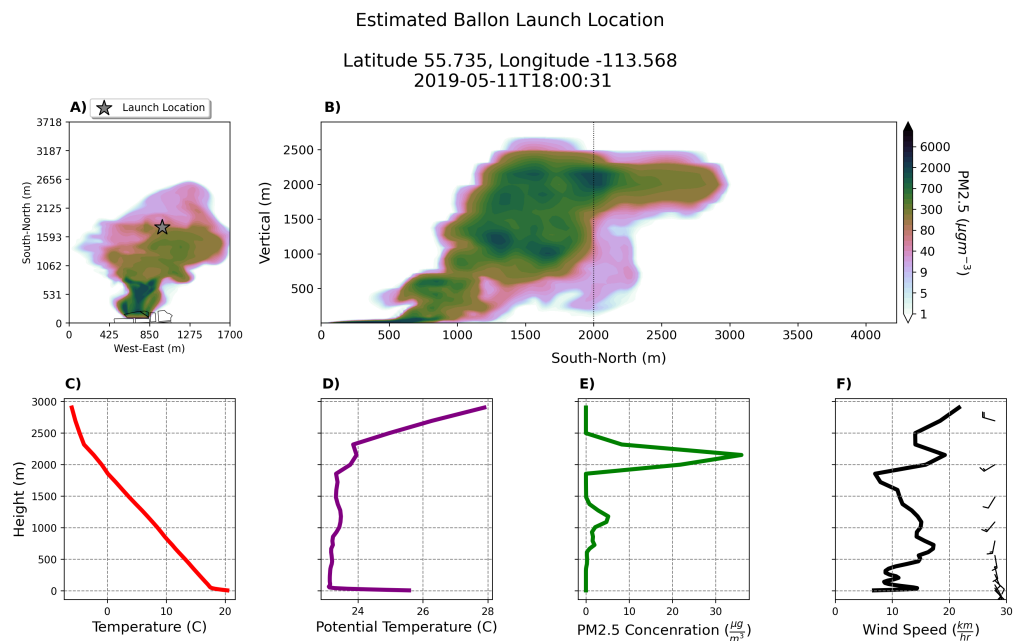 Estimated Ballon Launch Location
Latitude 55.735, Longitude -113.568
2019-05-11T18:00:31
A)
Launch Location
3718
3187
2656
2125
1593
1062
531
0
South-North (m)
0 425 850 1275 1700
West-East (m)
B)
2500
2000
1500
1000
500
Vertical (m)
0 500 1000 1500 2000 2500 3000 3500 4000
South-North (m)
6000
2000
700
300
80
40
9
5
1
PM2.5 (μgm⁻³)
C)
3000
2500
2000
1500
1000
500
0
Height (m)
0 10 20
Temperature (C)
D)
24 26 28
Potential Temperature (C)
E)
0 10 20 30
PM2.5 Concenration (μg/m³)
F)
0 10 20 30
Wind Speed (km/hr)